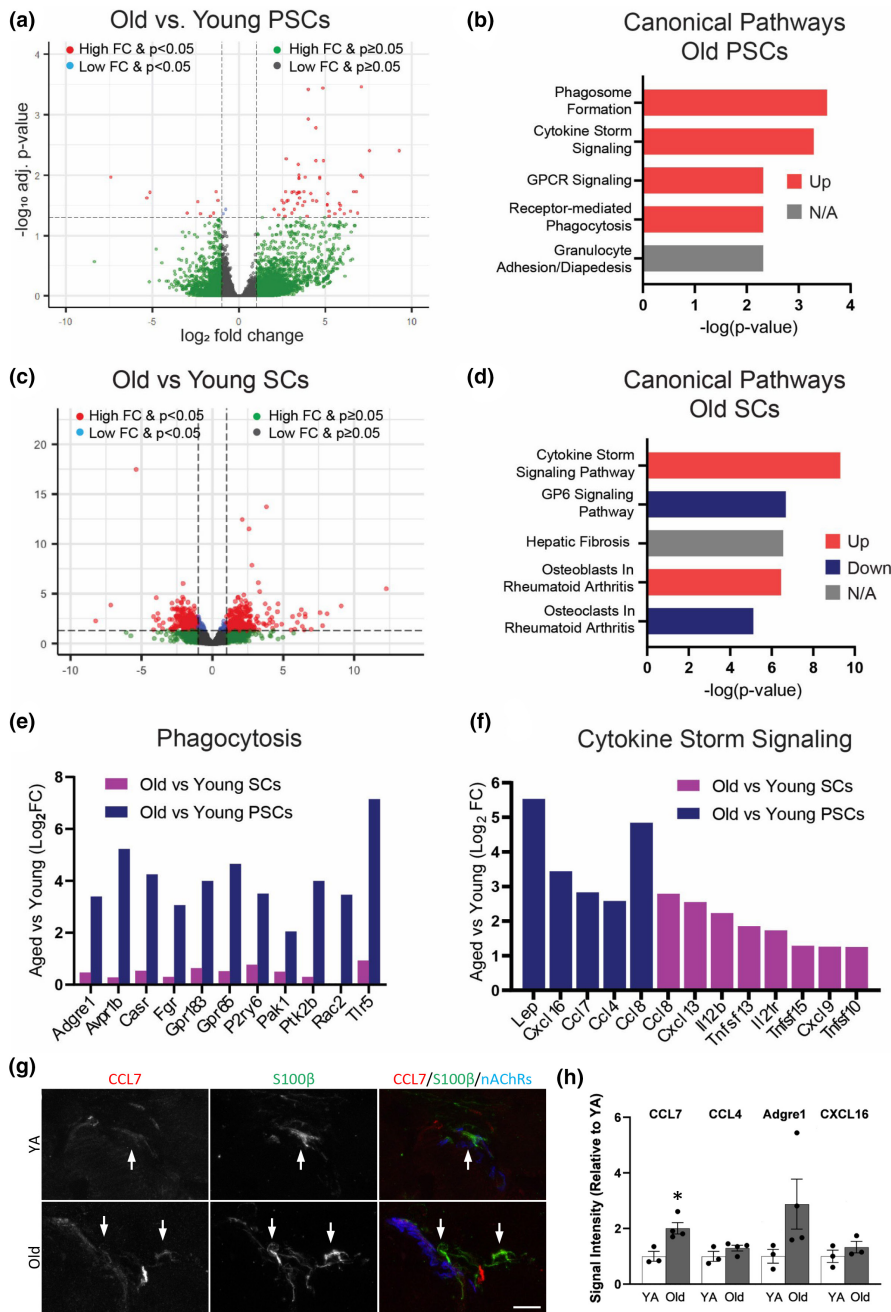 (a)
Old vs. Young PSCs
High FC & p<0.05
High FC & p≥0.05
Low FC & p<0.05
Low FC & p≥0.05
-log₁₀ adj. p-value
4
3
2
1
0
-10
-5
0
5
10
log₂ fold change
(b)
Canonical Pathways
Old PSCs
Phagosome
Formation
Cytokine Storm
Signaling
GPCR Signaling
Receptor-mediated
Phagocytosis
Granulocyte
Adhesion/Diapedesis
Up
N/A
0 1 2 3 4
-log(p-value)
(c)
Old vs Young SCs
High FC & p<0.05
High FC & p≥0.05
Low FC & p<0.05
Low FC & p≥0.05
20
15
10
5
0
-10
-5
0
5
10
(d)
Canonical Pathways
Old SCs
Cytokine Storm
Signaling Pathway
GP6 Signaling
Pathway
Hepatic Fibrosis
Osteoblasts In
Rheumatoid Arthritis
Osteoclasts In
Rheumatoid Arthritis
Up
Down
N/A
0 2 4 6 8 10
-log(p-value)
(e)
Phagocytosis
Old vs Young SCs
Old vs Young PSCs
Aged vs Young (Log₂FC)
8
6
4
2
0
Adgre1
Avpr1b
Casr
Fgr
Gpr183
Gpr65
P2ry6
Pak1
Ptk2b
Rac2
Tlr5
(f)
Cytokine Storm Signaling
Old vs Young SCs
Old vs Young PSCs
Aged vs Young (Log₂ FC)
6
5
4
3
2
1
0
Lep
Cxcl16
Ccl7
Ccl4
Ccl8
Ccl8
Cxcl13
Il12b
Tnfsf13
Il21r
Tnfsf15
Cxcl9
Tnfsf10
(g)
CCL7
S100β
CCL7/S100β/nAChRs
YA
Old
(h)
Signal Intensity (Relative to YA)
6
4
2
0
CCL7
CCL4
Adgre1
CXCL16
*
YA Old
YA Old
YA Old
YA Old